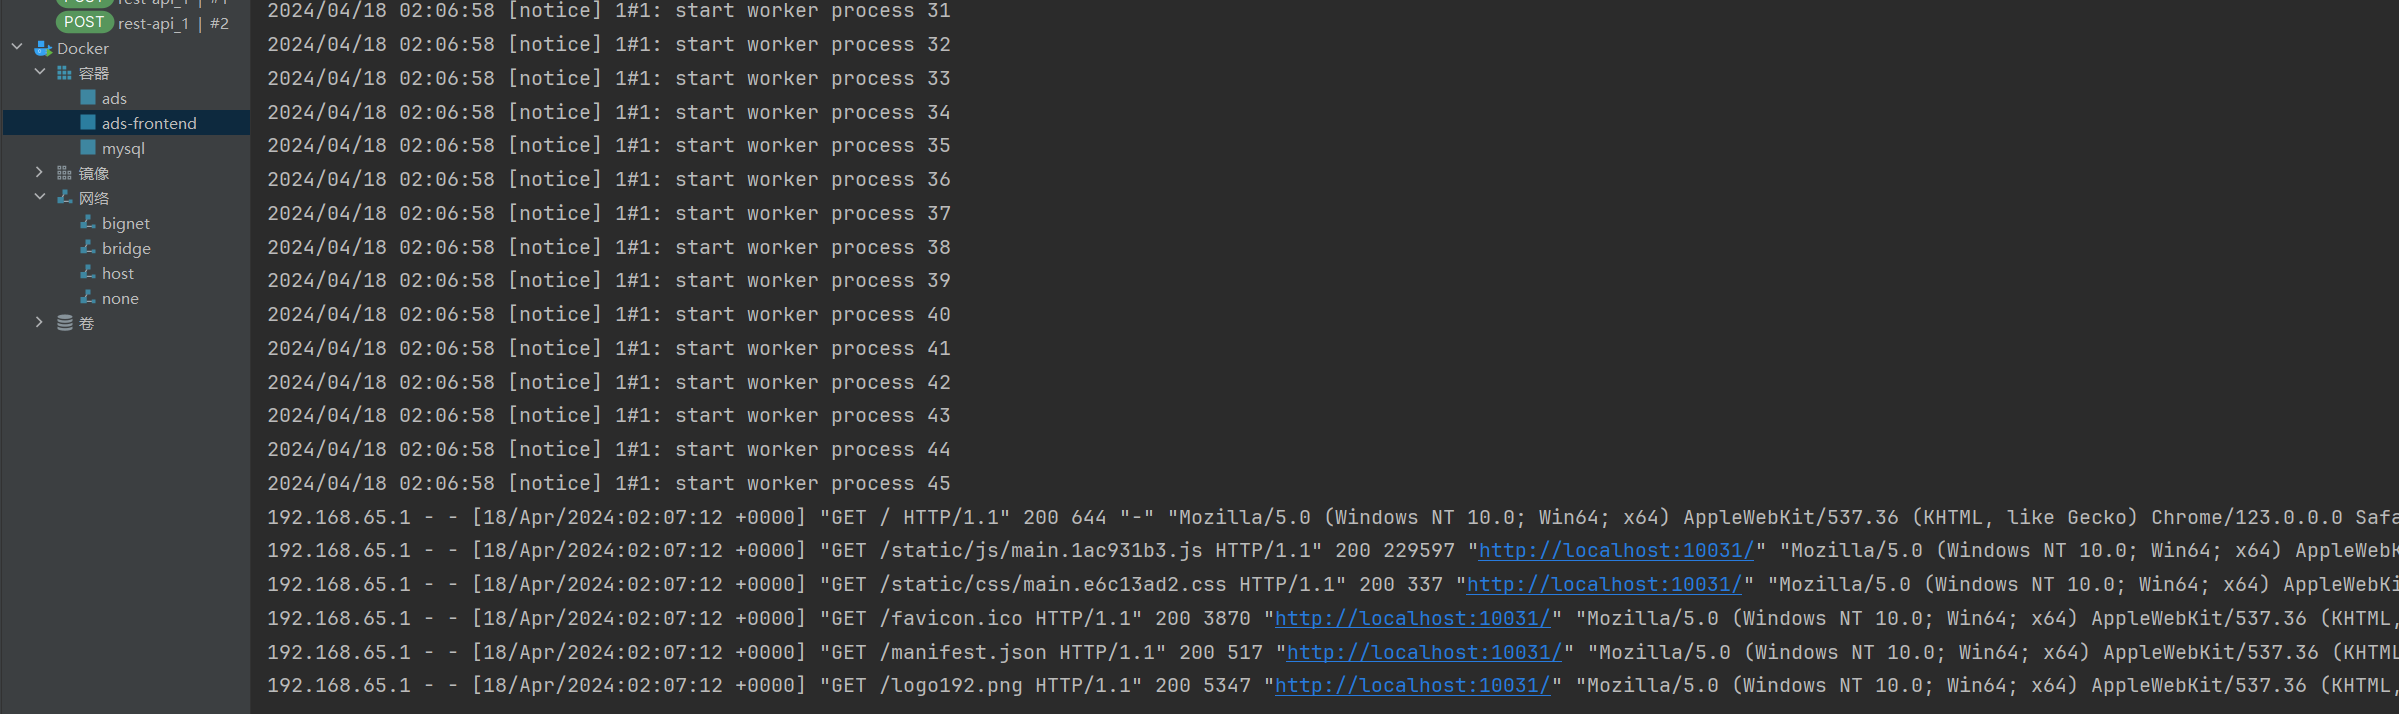 POST rest-api_1 | #1
POST rest-api_1 | #2
Docker
容器
ads
ads-frontend
mysql
镜像
网络
bignet
bridge
host
none
卷
2024/04/18 02:06:58 [notice] 1#1: start worker process 31
2024/04/18 02:06:58 [notice] 1#1: start worker process 32
2024/04/18 02:06:58 [notice] 1#1: start worker process 33
2024/04/18 02:06:58 [notice] 1#1: start worker process 34
2024/04/18 02:06:58 [notice] 1#1: start worker process 35
2024/04/18 02:06:58 [notice] 1#1: start worker process 36
2024/04/18 02:06:58 [notice] 1#1: start worker process 37
2024/04/18 02:06:58 [notice] 1#1: start worker process 38
2024/04/18 02:06:58 [notice] 1#1: start worker process 39
2024/04/18 02:06:58 [notice] 1#1: start worker process 40
2024/04/18 02:06:58 [notice] 1#1: start worker process 41
2024/04/18 02:06:58 [notice] 1#1: start worker process 42
2024/04/18 02:06:58 [notice] 1#1: start worker process 43
2024/04/18 02:06:58 [notice] 1#1: start worker process 44
2024/04/18 02:06:58 [notice] 1#1: start worker process 45
192.168.65.1 - - [18/Apr/2024:02:07:12 +0000] "GET / HTTP/1.1" 200 644 "-" "Mozilla/5.0 (Windows NT 10.0; Win64; x64) AppleWebKit/537.36 (KHTML, like Gecko) Chrome/123.0.0.0 Safa
192.168.65.1 - - [18/Apr/2024:02:07:12 +0000] "GET /static/js/main.1ac931b3.js HTTP/1.1" 200 229597 "http://localhost:10031/" "Mozilla/5.0 (Windows NT 10.0; Win64; x64) AppleWebK
192.168.65.1 - - [18/Apr/2024:02:07:12 +0000] "GET /static/css/main.e6c13ad2.css HTTP/1.1" 200 337 "http://localhost:10031/" "Mozilla/5.0 (Windows NT 10.0; Win64; x64) AppleWebKi
192.168.65.1 - - [18/Apr/2024:02:07:12 +0000] "GET /favicon.ico HTTP/1.1" 200 3870 "http://localhost:10031/" "Mozilla/5.0 (Windows NT 10.0; Win64; x64) AppleWebKit/537.36 (KHTML,
192.168.65.1 - - [18/Apr/2024:02:07:12 +0000] "GET /manifest.json HTTP/1.1" 200 517 "http://localhost:10031/" "Mozilla/5.0 (Windows NT 10.0; Win64; x64) AppleWebKit/537.36 (KHTML
192.168.65.1 - - [18/Apr/2024:02:07:12 +0000] "GET /logo192.png HTTP/1.1" 200 5347 "http://localhost:10031/" "Mozilla/5.0 (Windows NT 10.0; Win64; x64) AppleWebKit/537.36 (KHTML,